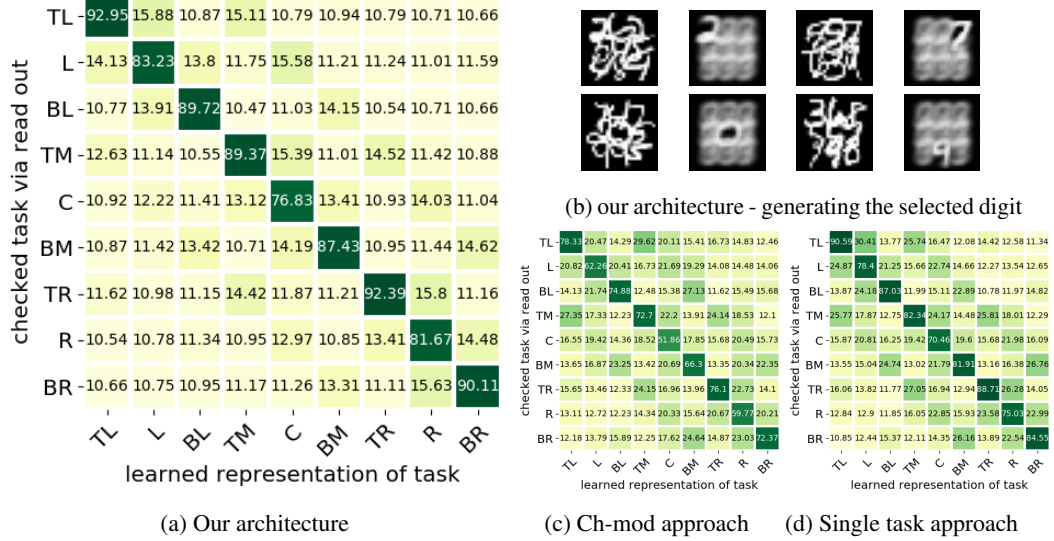 TL 92.95 15.88 10.87 15.11 10.79 10.94 10.79 10.71 10.66
L 14.13 83.23 13.8 11.75 15.58 11.21 11.24 11.01 11.59
BL 10.77 13.91 89.72 10.47 11.03 14.15 10.54 10.71 10.66
TM 12.63 11.14 10.55 89.37 15.39 11.01 14.52 11.42 10.88
C 10.92 12.22 11.41 13.12 76.83 13.41 10.93 14.03 11.04
BM 10.87 11.42 13.42 10.71 14.19 87.43 10.95 11.44 14.62
TR 11.62 10.98 11.15 14.42 11.87 11.21 92.39 15.8 11.16
R 10.54 10.78 11.34 10.95 12.97 10.85 13.41 81.67 14.48
BR 10.66 10.75 10.95 11.17 11.26 13.31 11.11 15.63 90.11
TL L BL TM C BM TR R BR
checked task via read out
learned representation of task
(a) Our architecture
(b) our architecture - generating the selected digit
TL 78.33 20.47 14.29 29.62 20.11 15.41 16.73 14.83 12.46
L 20.82 62.26 20.41 16.73 21.69 19.29 14.08 14.48 14.06
BL 14.13 21.74 74.88 12.48 15.38 27.13 11.62 15.49 15.68
TM 27.35 17.33 12.23 72.7 22.2 13.91 24.14 18.53 12.1
C 16.55 19.42 14.36 18.52 51.86 17.85 15.68 20.49 15.73
BM 16.65 16.87 23.25 13.42 20.69 66.3 13.35 20.34 22.35
TR 15.65 13.46 12.33 24.15 16.96 13.96 76.1 22.73 14.1
R 13.11 12.72 12.23 14.34 20.33 15.64 20.67 59.77 20.21
BR 12.18 13.79 15.89 12.25 17.62 24.64 14.87 23.03 72.37
TL L BL TM C BM TR R BR
checked task via read out
learned representation of task
(c) Ch-mod approach
TL 90.59 30.41 13.77 25.74 16.47 12.08 14.42 12.58 11.34
L 24.87 78.4 21.25 15.66 22.74 14.66 12.27 13.54 12.65
BL 13.87 24.18 87.03 11.99 15.11 22.89 10.78 11.97 14.82
TM 25.77 17.87 12.75 82.34 24.17 14.48 25.81 18.01 12.29
C 15.87 20.81 16.25 19.42 70.46 19.6 15.68 21.98 16.09
BM 13.55 15.04 24.74 13.02 21.79 81.91 13.16 16.38 26.76
TR 16.06 13.82 11.77 27.05 16.94 12.94 88.71 26.28 14.05
R 12.84 12.9 11.85 16.05 22.85 15.93 23.58 75.03 22.99
BR 10.85 12.44 15.37 12.11 14.35 26.16 13.89 22.54 84.55
TL L BL TM C BM TR R BR
checked task via read out
learned representation of task
(d) Single task approach